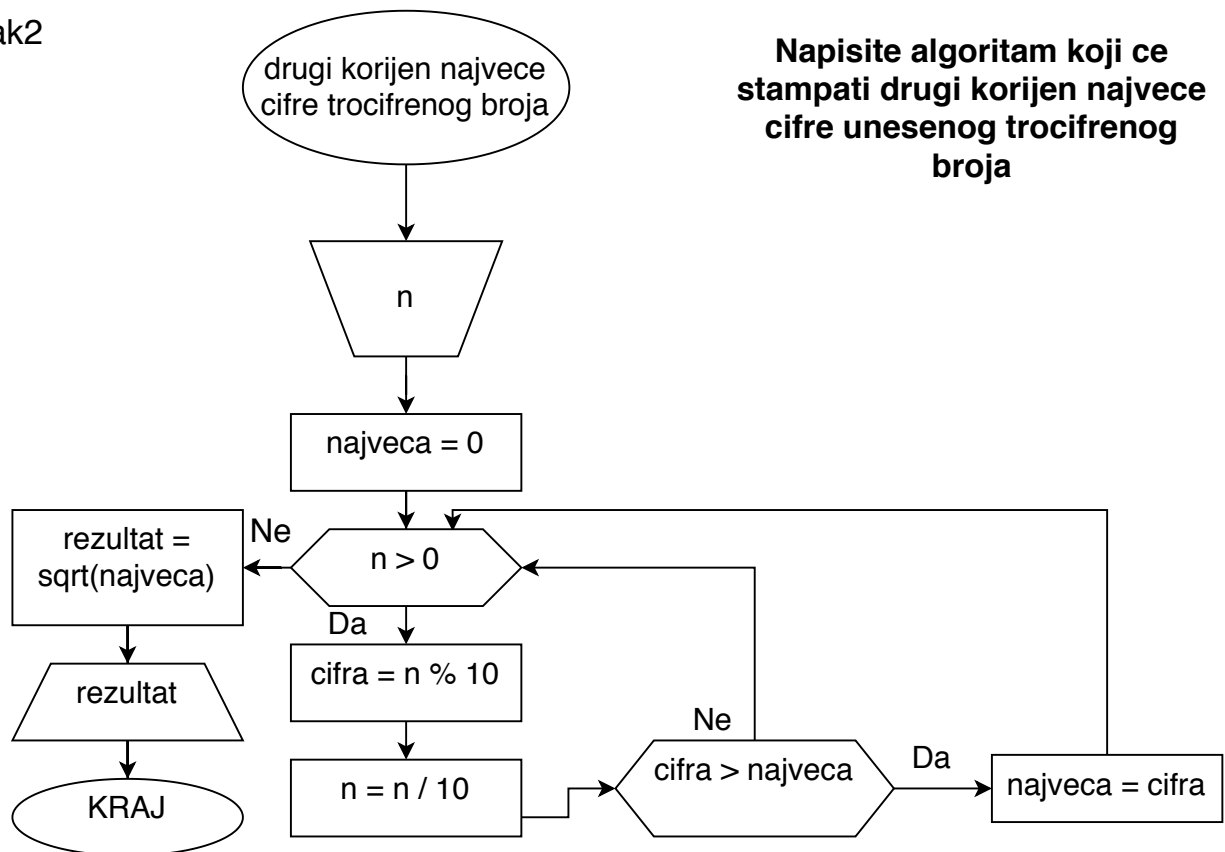 drugi korijen najvece
cifre trocifrenog broja
Napisite algoritam koji ce
stampati drugi korijen najvece
cifre unesenog trocifrenog
broja
n
najveca = 0
n > 0
Ne
rezultat =
sqrt(najveca)
Da
cifra = n % 10
rezultat
n = n / 10
Ne
cifra > najveca
Da
najveca = cifra
KRAJ